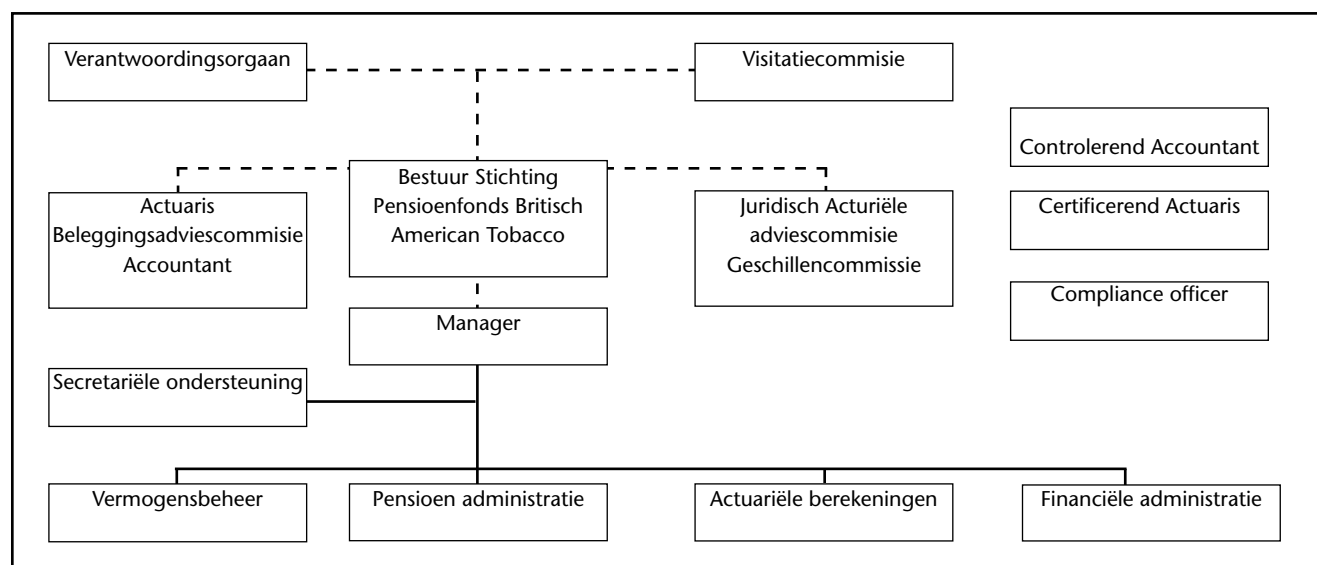 Verantwoordingsorgaan
Visitatiecommisie
Controlerend Accountant
Bestuur Stichting
Pensioenfonds Britisch
American Tobacco
Actuaris
Beleggingsadviescommisie
Accountant
Juridisch Acturiële
adviescommisie
Geschillencommissie
Certificerend Actuaris
Compliance officer
Manager
Secretariële ondersteuning
Vermogensbeheer
Pensioen administratie
Actuariële berekeningen
Financiële administratie